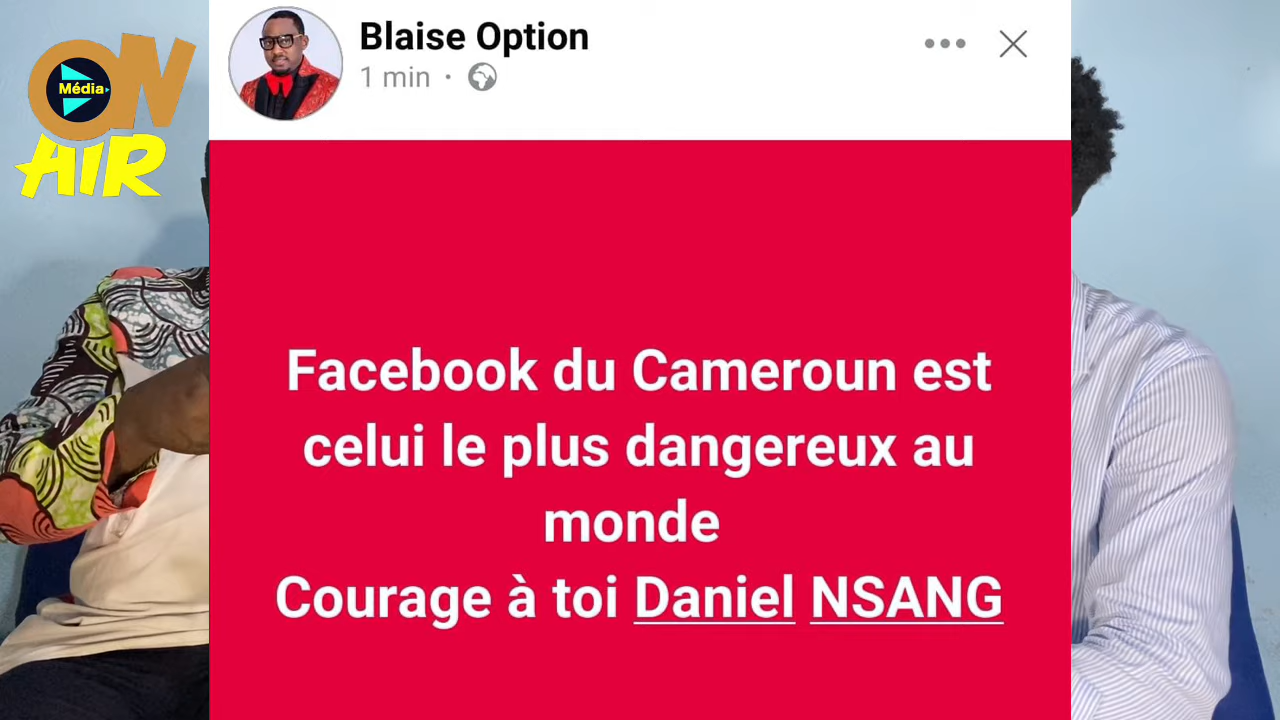 ON
Média
AIR
Blaise Option
1 min ·
Facebook du Cameroun est
celui le plus dangereux au
monde
Courage à toi Daniel NSANG